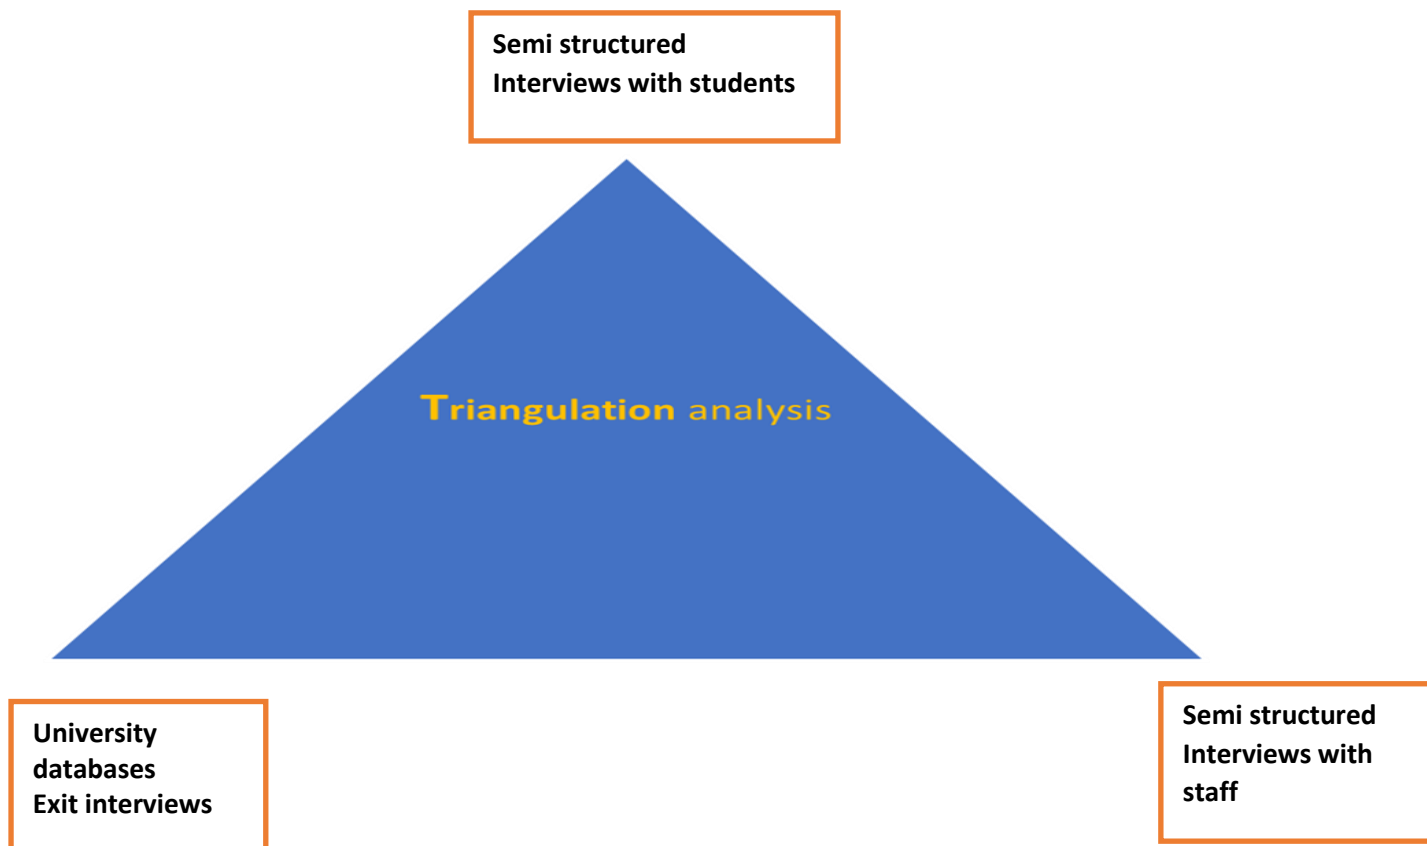 Semi structured
Interviews with students
Triangulation analysis
University
databases
Exit interviews
Semi structured
Interviews with
staff